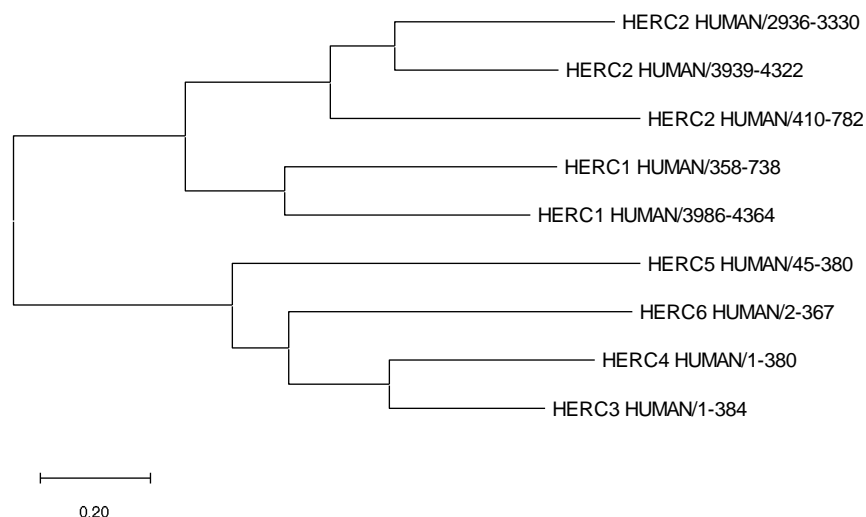 HERC2 HUMAN/2936-3330
HERC2 HUMAN/3939-4322
HERC2 HUMAN/410-782
HERC1 HUMAN/358-738
HERC1 HUMAN/3986-4364
HERC5 HUMAN/45-380
HERC6 HUMAN/2-367
HERC4 HUMAN/1-380
HERC3 HUMAN/1-384
0.20